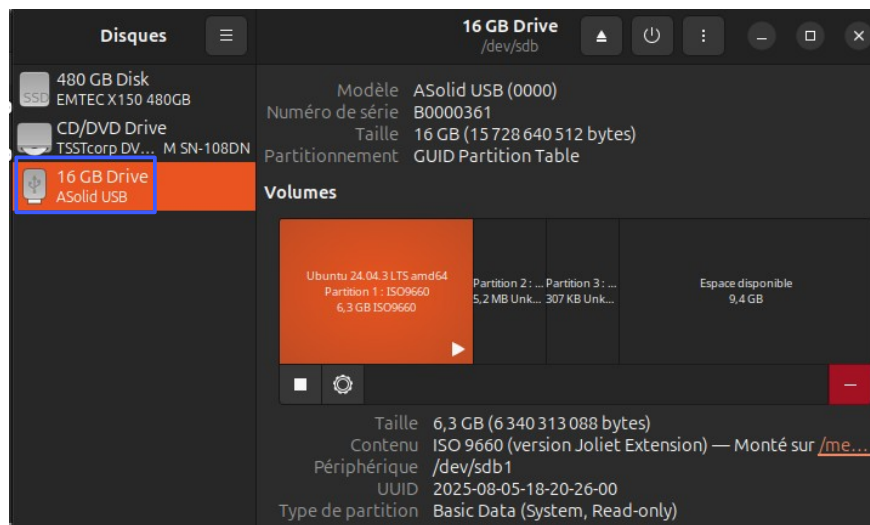 Disques
16 GB Drive
/dev/sdb
480 GB Disk
SSD
EMTEC X150 480GB
CD/DVD Drive
TSSTcorp DV... M SN-108DN
16 GB Drive
ASolid USB
Modèle ASolid USB (0000)
Numéro de série B0000361
Taille 16 GB (15 728 640 512 bytes)
Partitionnement GUID Partition Table
Volumes
Ubuntu 24.04.3 LTS amd64
Partition 1 : ISO9660
6,3 GB ISO9660
Partition 2 : ...
5,2 MB Unk...
Partition 3 : ...
307 KB Unk...
Espace disponible
9,4 GB
Taille 6,3 GB (6 340 313 088 bytes)
Contenu ISO 9660 (version Joliet Extension) — Monté sur /me...
Périphérique /dev/sdb1
UUID 2025-08-05-18-20-26-00
Type de partition Basic Data (System, Read-only)